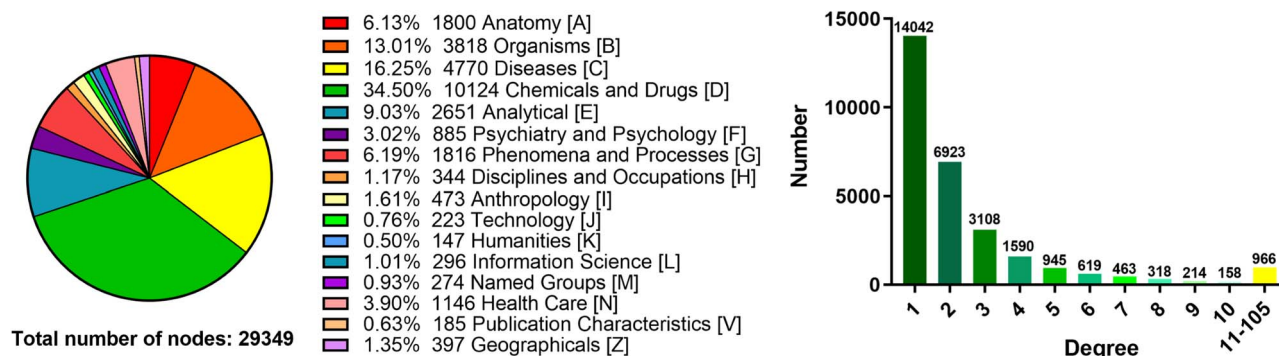 6.13% 1800 Anatomy [A]
13.01% 3818 Organisms [B]
16.25% 4770 Diseases [C]
34.50% 10124 Chemicals and Drugs [D]
9.03% 2651 Analytical [E]
3.02% 885 Psychiatry and Psychology [F]
6.19% 1816 Phenomena and Processes [G]
1.17% 344 Disciplines and Occupations [H]
1.61% 473 Anthropology [I]
0.76% 223 Technology [J]
0.50% 147 Humanities [K]
1.01% 296 Information Science [L]
0.93% 274 Named Groups [M]
3.90% 1146 Health Care [N]
0.63% 185 Publication Characteristics [V]
1.35% 397 Geographicals [Z]
Total number of nodes: 29349
Number
15000
10000
5000
0
14042
6923
3108
1590
945
619
463
318
214
158
966
1
2
3
4
5
6
7
8
9
10
11-105
Degree